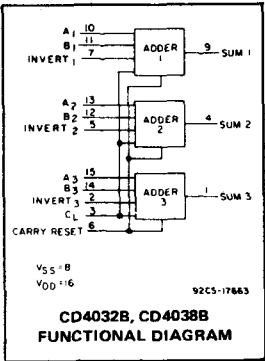 A1 10
B1 11
INVERT1 7
ADDER
1
9
SUM 1
A2 13
B2 12
INVERT2 5
ADDER
2
4
SUM 2
A3 15
B3 14
INVERT3 2
CL 3
CARRY RESET 6
ADDER
3
1
SUM 3
VSS = 8
VDD = 16
92CS-17663
CD4032B, CD4038B
FUNCTIONAL DIAGRAM